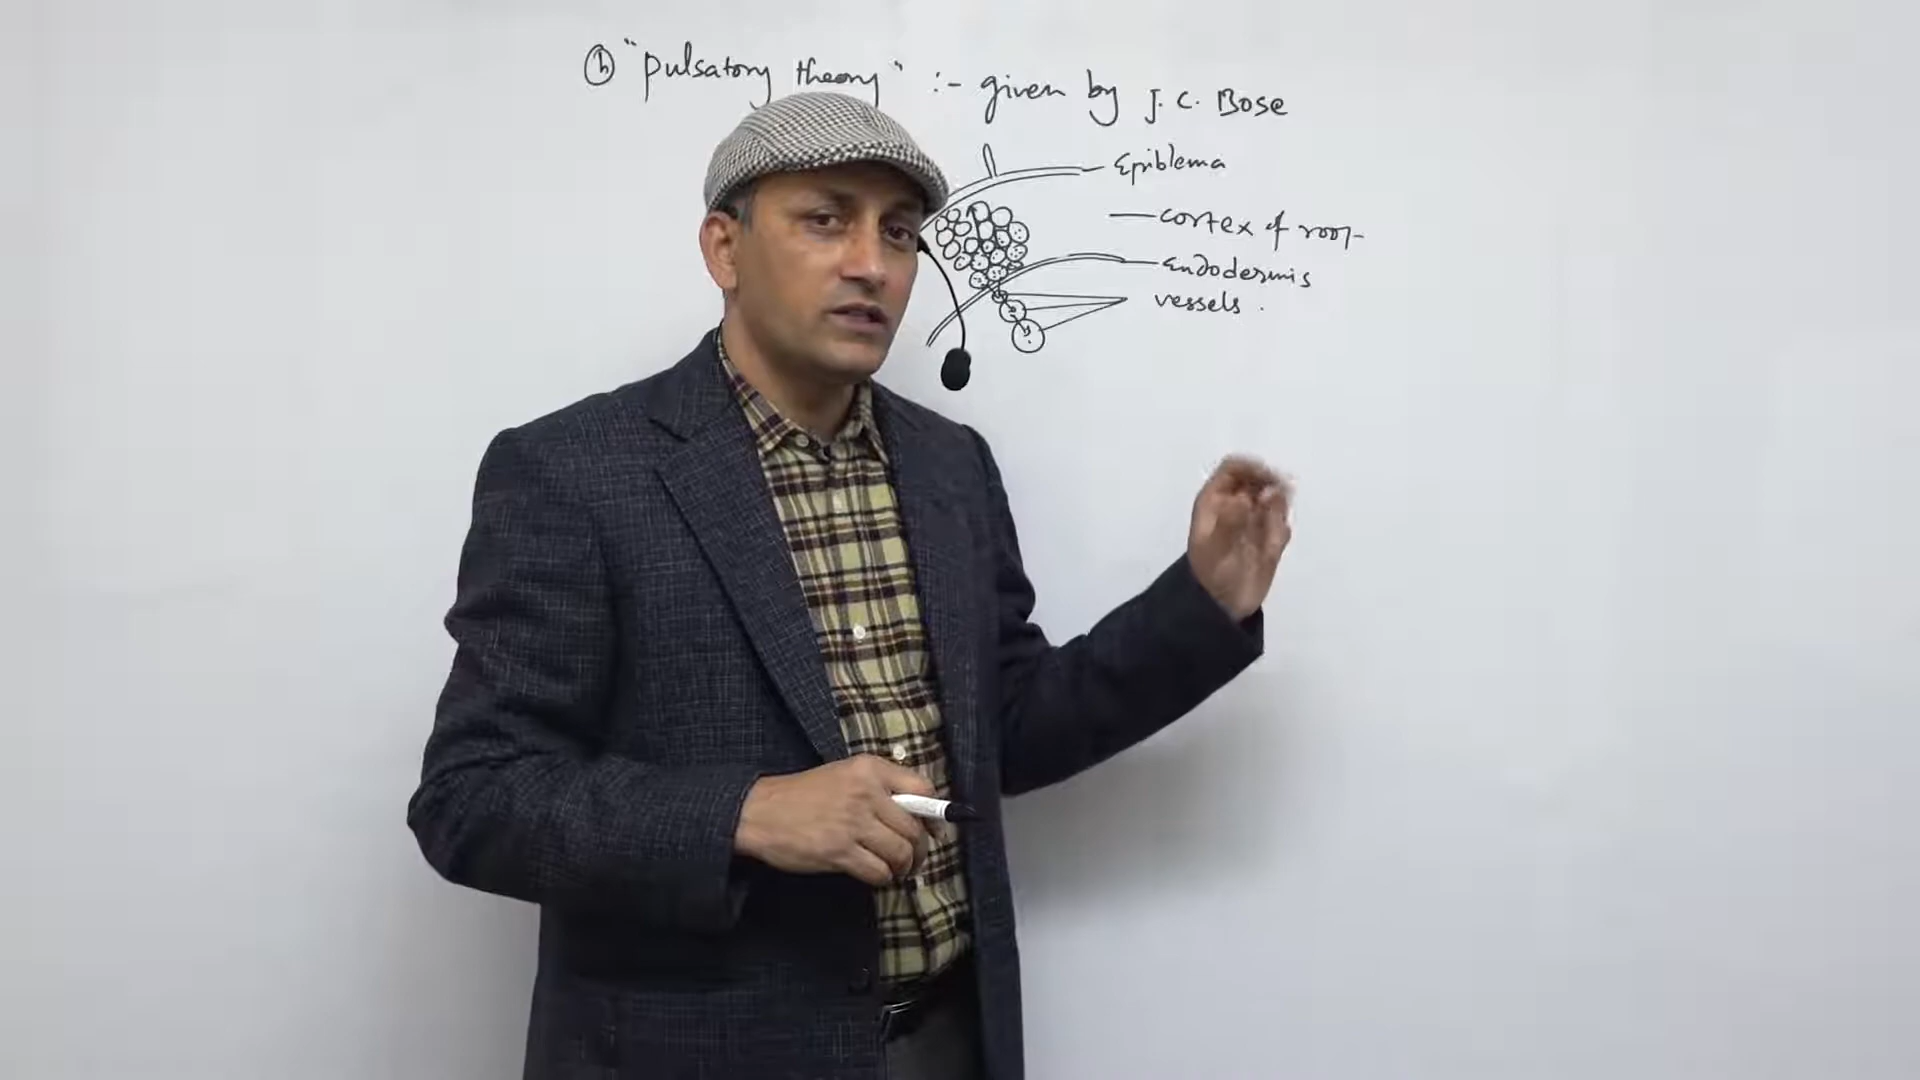 (b) "Pulsatory theory" :- given by J. C. Bose
Epiblema
cortex of root
Endodermis
vessels.